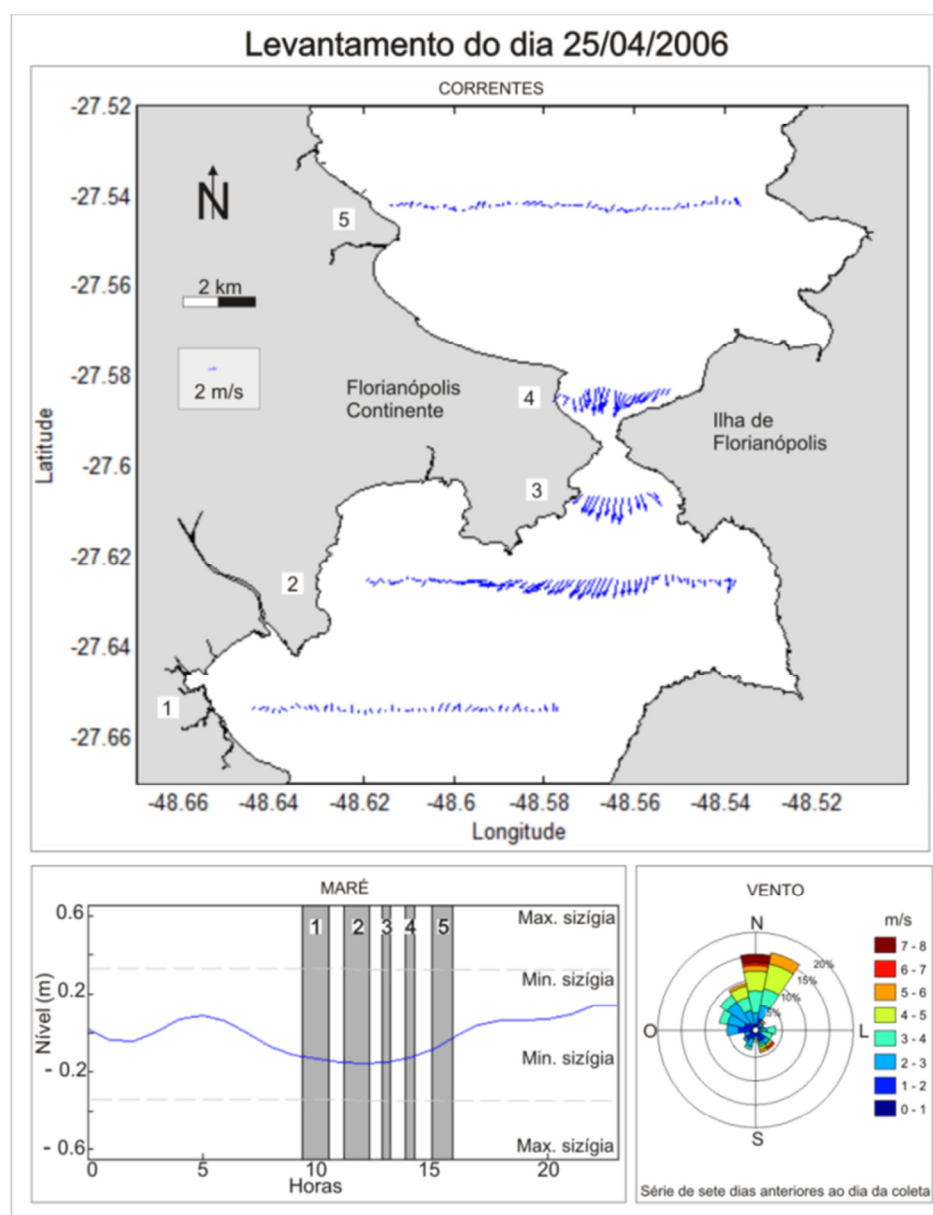 Levantamento do dia 25/04/2006
CORRENTES
-27.52
-27.54
-27.56
-27.58
-27.6
-27.62
-27.64
-27.66
Latitude
N
2 km
2 m/s
5
4
3
2
1
Florianópolis
Continente
Ilha de
Florianópolis
-48.66
-48.64
-48.62
-48.6
-48.58
-48.56
-48.54
-48.52
Longitude
MARÉ
0.6
0.2
- 0.2
- 0.6
Nível (m)
1
2
3
4
5
Max. sizígia
Min. sizígia
Min. sizígia
Max. sizígia
0
5
10
15
20
Horas
VENTO
N
O
L
S
20%
15%
10%
5%
m/s
7 - 8
6 - 7
5 - 6
4 - 5
3 - 4
2 - 3
1 - 2
0 - 1
Série de sete dias anteriores ao dia da coleta